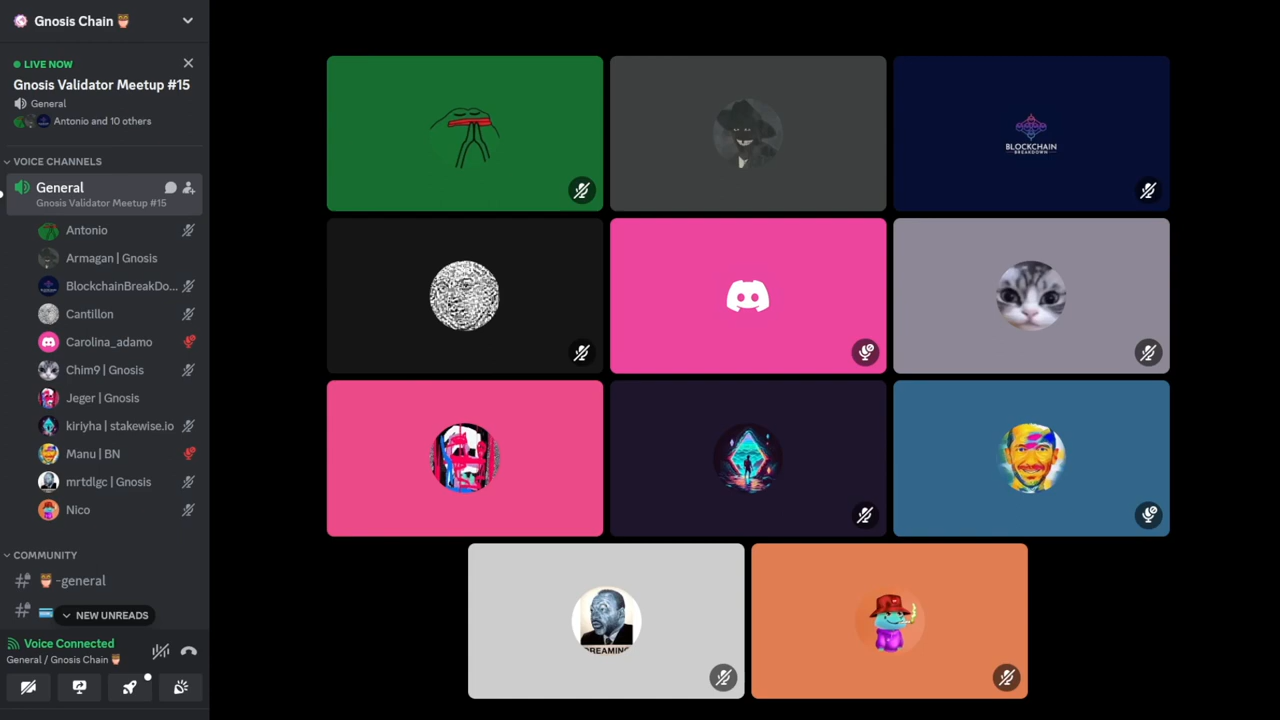 Gnosis Chain
LIVE NOW
Gnosis Validator Meetup #15
General
Antonio and 10 others
VOICE CHANNELS
General
Gnosis Validator Meetup #15
Antonio
Armagan | Gnosis
BlockchainBreakDo...
Cantillon
Carolina_adamo
Chim9 | Gnosis
Jeger | Gnosis
kiriyha | stakewise.io
Manu | BN
mrtdlgc | Gnosis
Nico
COMMUNITY
-general
NEW UNREADS
Voice Connected
General / Gnosis Chain
BLOCKCHAIN
BREAKDOWN
DREAMING